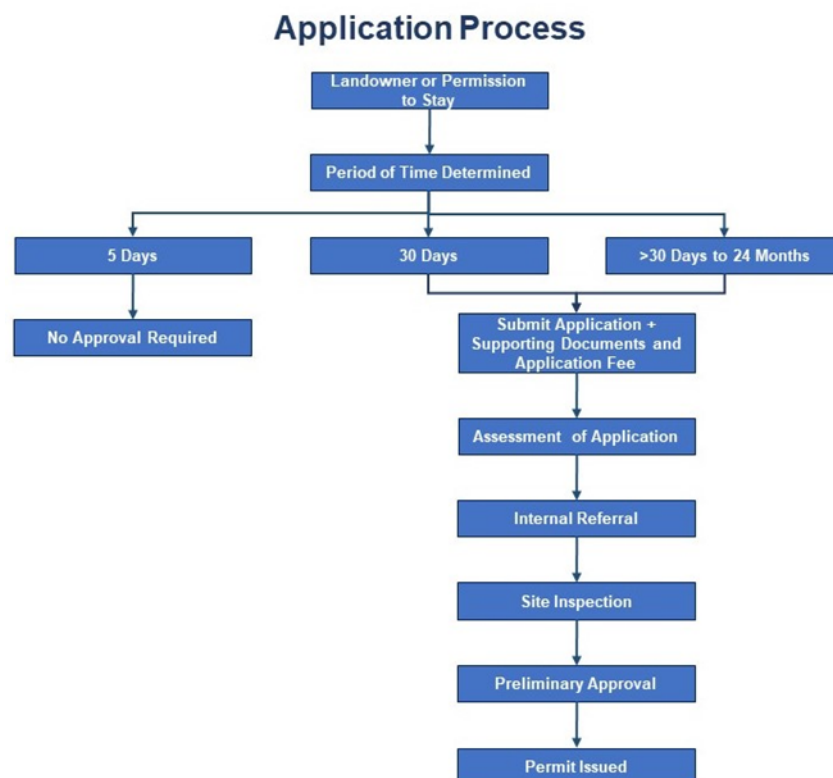 Application Process
Landowner or Permission
to Stay
Period of Time Determined
5 Days
30 Days
>30 Days to 24 Months
No Approval Required
Submit Application +
Supporting Documents and
Application Fee
Assessment of Application
Internal Referral
Site Inspection
Preliminary Approval
Permit Issued